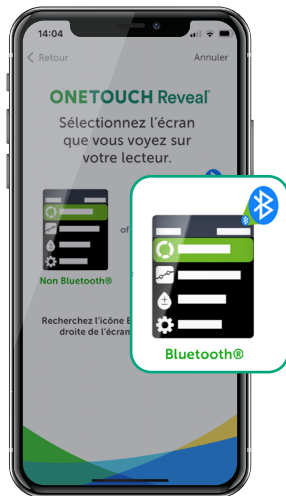 14:04
Retour
Annuler
ONETOUCH Reveal®
Sélectionnez l'écran
que vous voyez sur
votre lecteur.
of
Non Bluetooth®
Bluetooth®
Recherchez l'icône
droite de l'écran